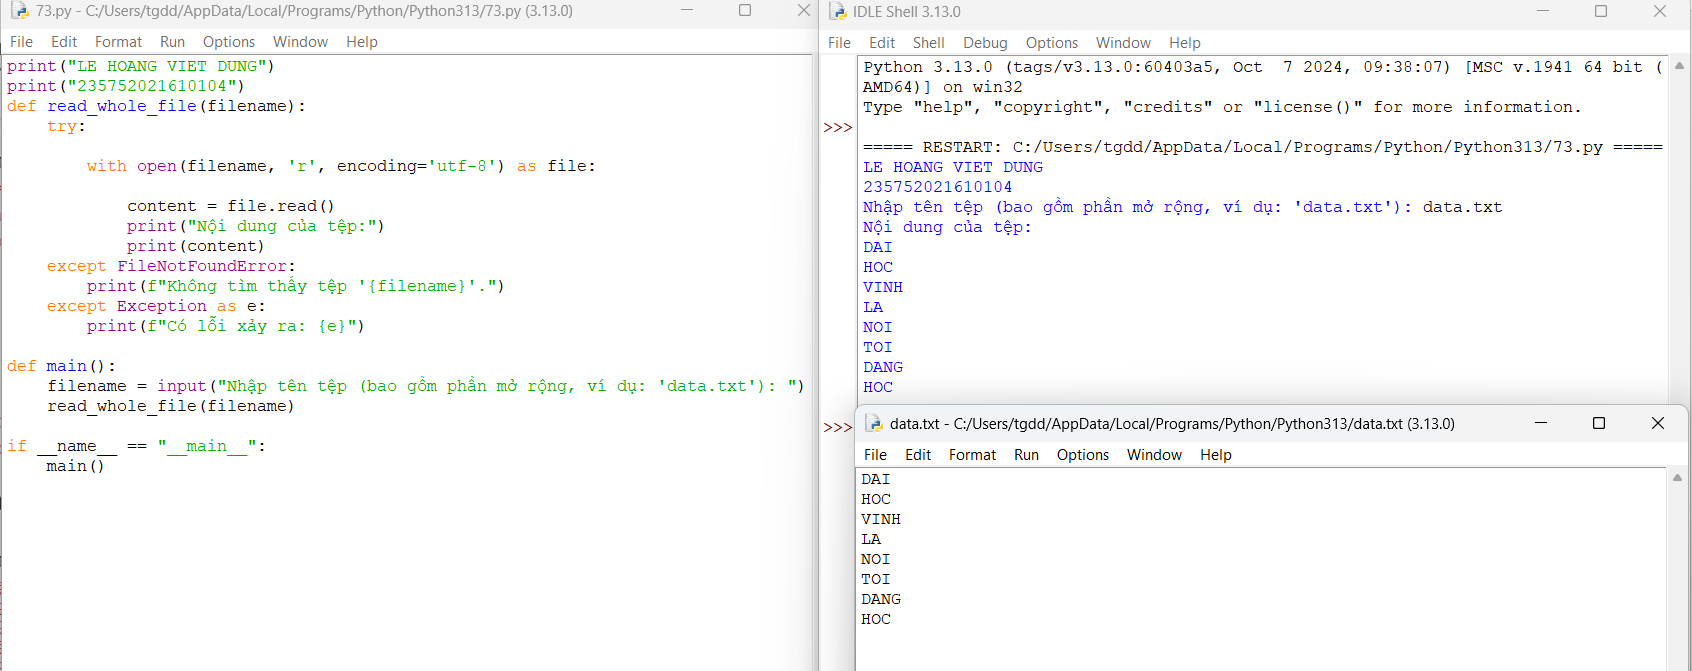 73.py - C:/Users/tgdd/AppData/Local/Programs/Python/Python313/73.py (3.13.0)
File Edit Format Run Options Window Help
print("LE HOANG VIET DUNG")
print("235752021610104")
def read_whole_file(filename):
    try:
        with open(filename, 'r', encoding='utf-8') as file:
            content = file.read()
            print("Nội dung của tệp:")
            print(content)
    except FileNotFoundError:
        print(f"Không tìm thấy tệp '{filename}'.")
    except Exception as e:
        print(f"Có lỗi xảy ra: {e}")
def main():
    filename = input("Nhập tên tệp (bao gồm phần mở rộng, ví dụ: 'data.txt'): ")
    read_whole_file(filename)
if __name__ == "__main__":
    main()
IDLE Shell 3.13.0
File Edit Shell Debug Options Window Help
Python 3.13.0 (tags/v3.13.0:60403a5, Oct  7 2024, 09:38:07) [MSC v.1941 64 bit (
AMD64)] on win32
Type "help", "copyright", "credits" or "license()" for more information.
>>>
===== RESTART: C:/Users/tgdd/AppData/Local/Programs/Python/Python313/73.py =====
LE HOANG VIET DUNG
235752021610104
Nhập tên tệp (bao gồm phần mở rộng, ví dụ: 'data.txt'): data.txt
Nội dung của tệp:
DAI
HOC
VINH
LA
NOI
TOI
DANG
HOC
>>>
data.txt - C:/Users/tgdd/AppData/Local/Programs/Python/Python313/data.txt (3.13.0)
File Edit Format Run Options Window Help
DAI
HOC
VINH
LA
NOI
TOI
DANG
HOC